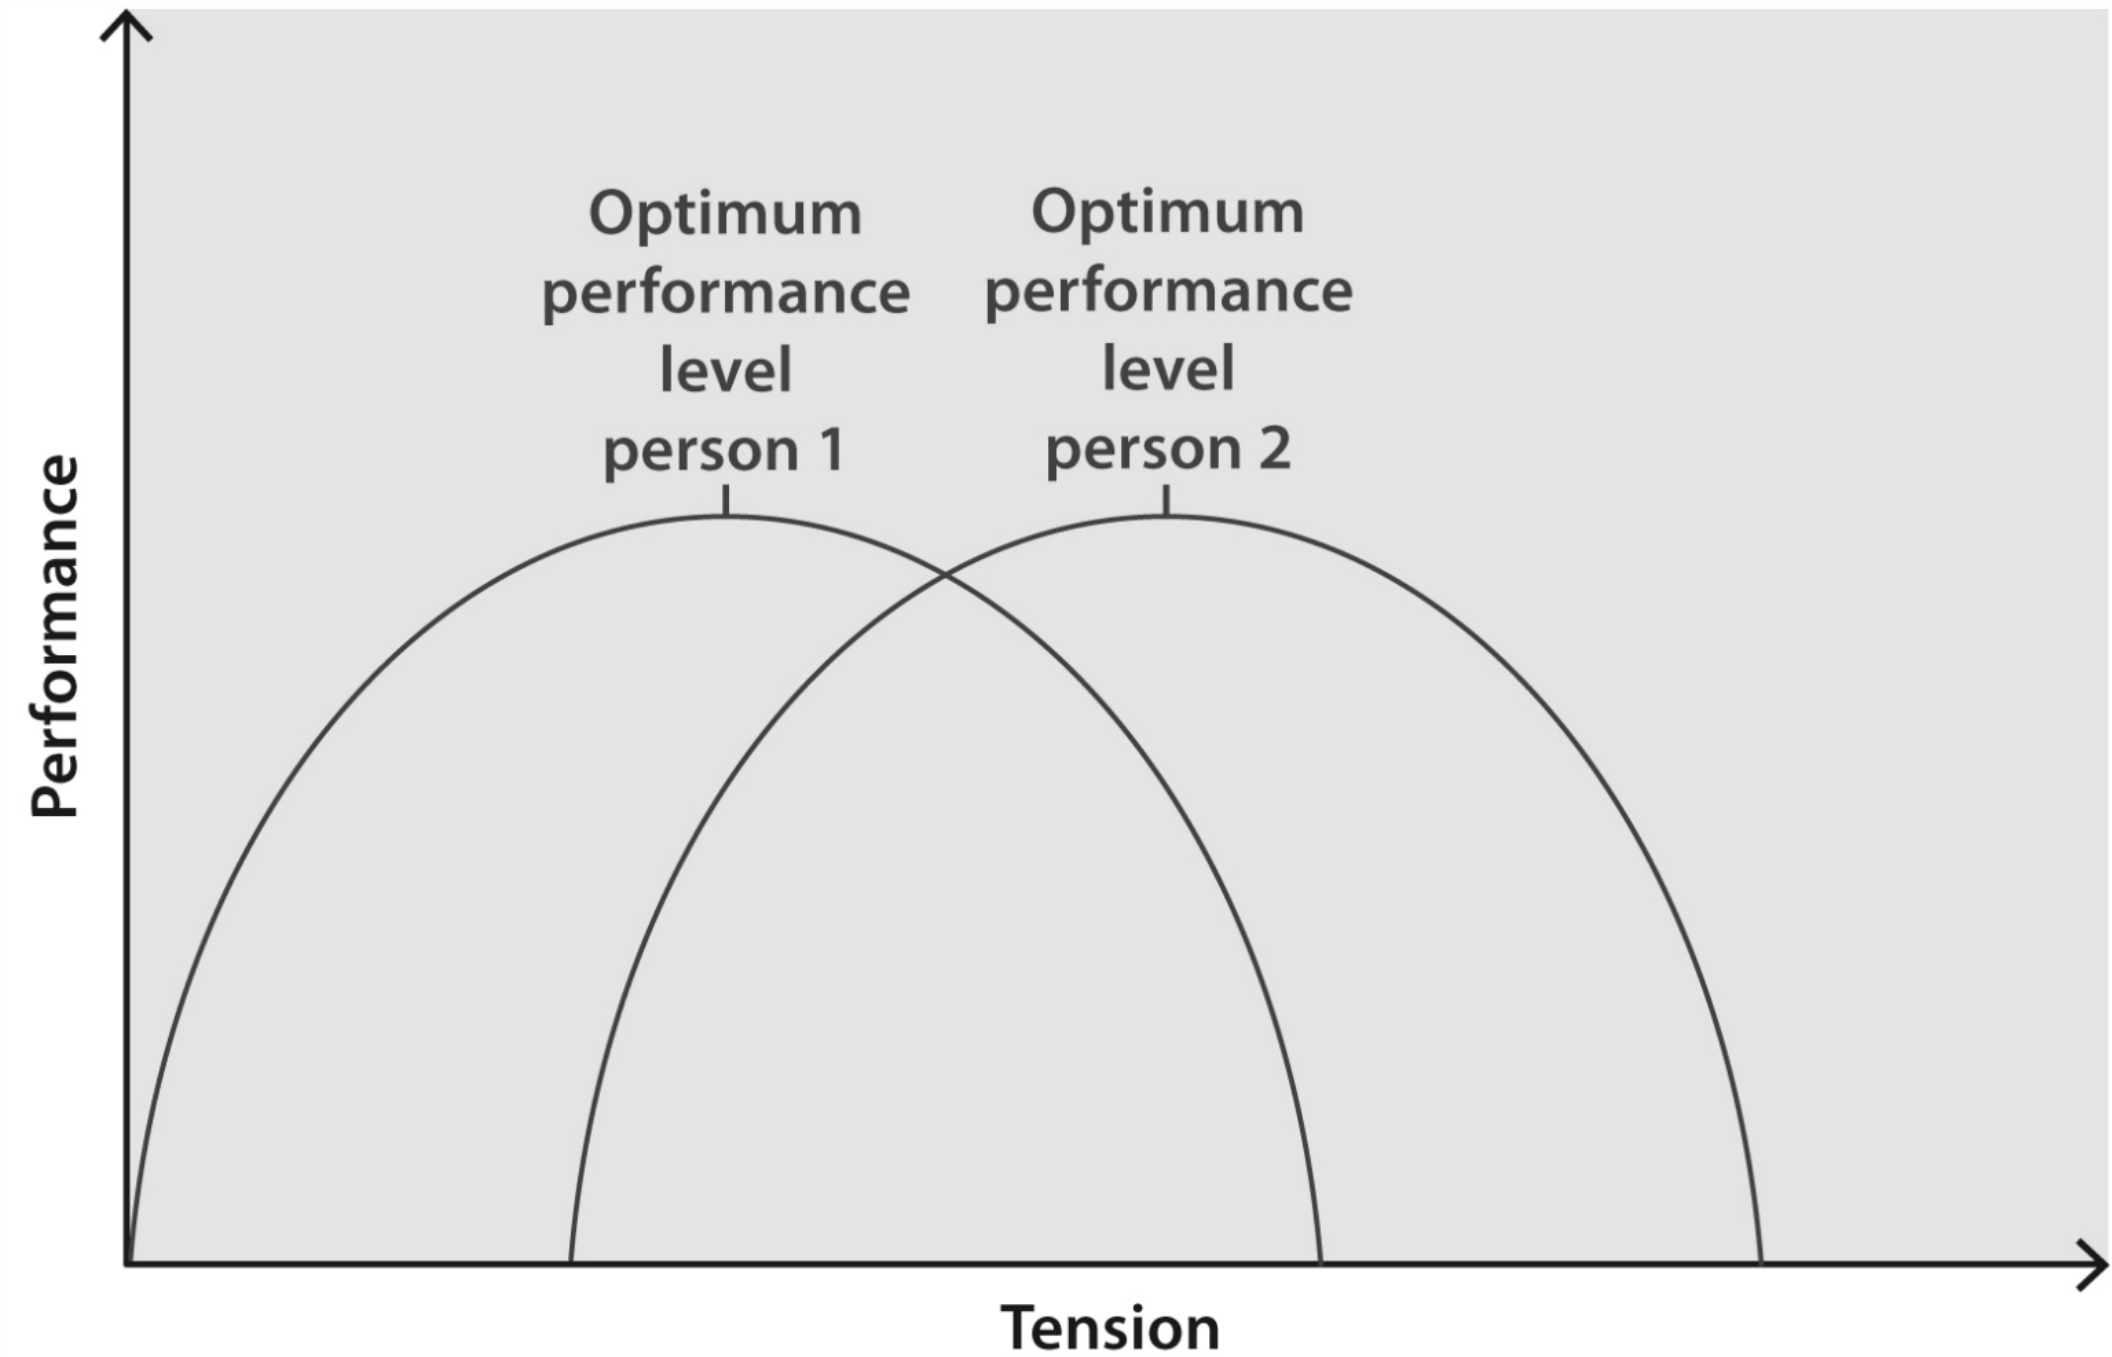 Optimum
performance
level
person 1
Optimum
performance
level
person 2
Performance
Tension